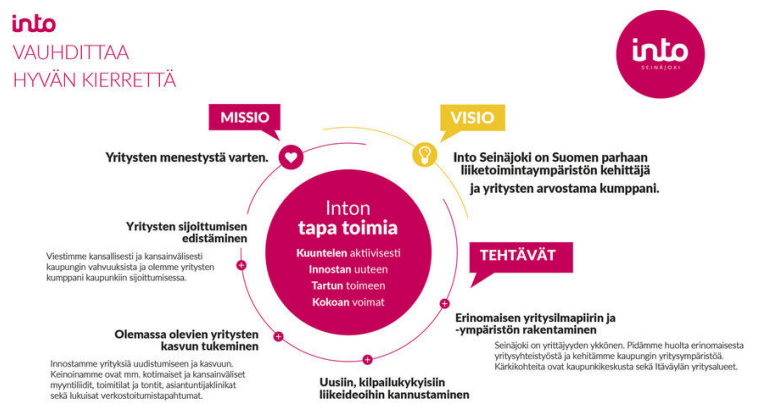 into
VAUHDITTAA
HYVÄN KIERRETTÄ
into
SEINÄJOKI
MISSIO
Yritysten menestystä varten.
VISIO
Into Seinäjoki on Suomen parhaan
liiketoimintaympäristön kehittäjä
ja yritysten arvostama kumppani.
Inton
tapa toimia
Kuuntelen aktiivisesti
Innostan uuteen
Tartun toimeen
Kokoan voimat
TEHTÄVÄT
Erinomaisen yritysilmapiirin ja
-ympäristön rakentaminen
Seinäjoki on yrittäjyyden ykkönen. Pidämme huolta erinomaisesta
yritysyhteistyöstä ja kehitämme kaupungin yritysympäristöä.
Kärkikohteita ovat kaupunkikeskusta sekä Itäväylän yritysalueet.
Uusiin, kilpailukykyisiin
liikeideoihin kannustaminen
Olemassa olevien yritysten
kasvun tukeminen
Innostamme yrityksiä uudistumiseen ja kasvuun.
Keinoinamme ovat mm. kotimaiset ja kansainväliset
myyntiliidit, toimitilat ja tontit, asiantuntijaklinikat
sekä lukuisat verkostoitumistapahtumat.
Yritysten sijoittumisen
edistäminen
Viestimme kansallisesti ja kansainvälisesti
kaupungin vahvuuksista ja olemme yritysten
kumppani kaupunkiin sijoittumisessa.